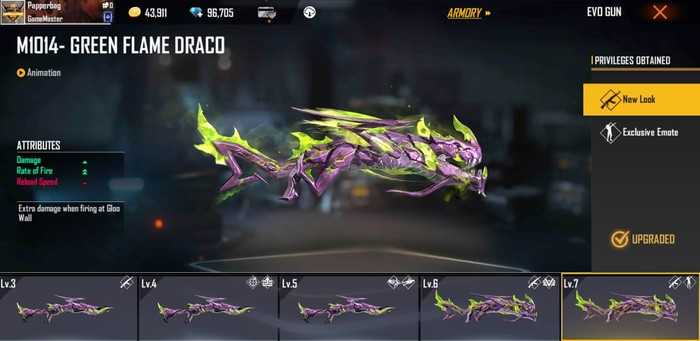 Papperbag
0
GameMaster
43,911
96,705
ARMORY
EVO GUN
M1014- GREEN FLAME DRACO
Animation
PRIVILEGES OBTAINED
New Look
Exclusive Emote
ATTRIBUTES
Damage
Rate of Fire
Reload Speed
Extra damage when firing at Gloo
Wall
UPGRADED
Lv.3
Lv.4
Lv.5
Lv.6
Lv.7